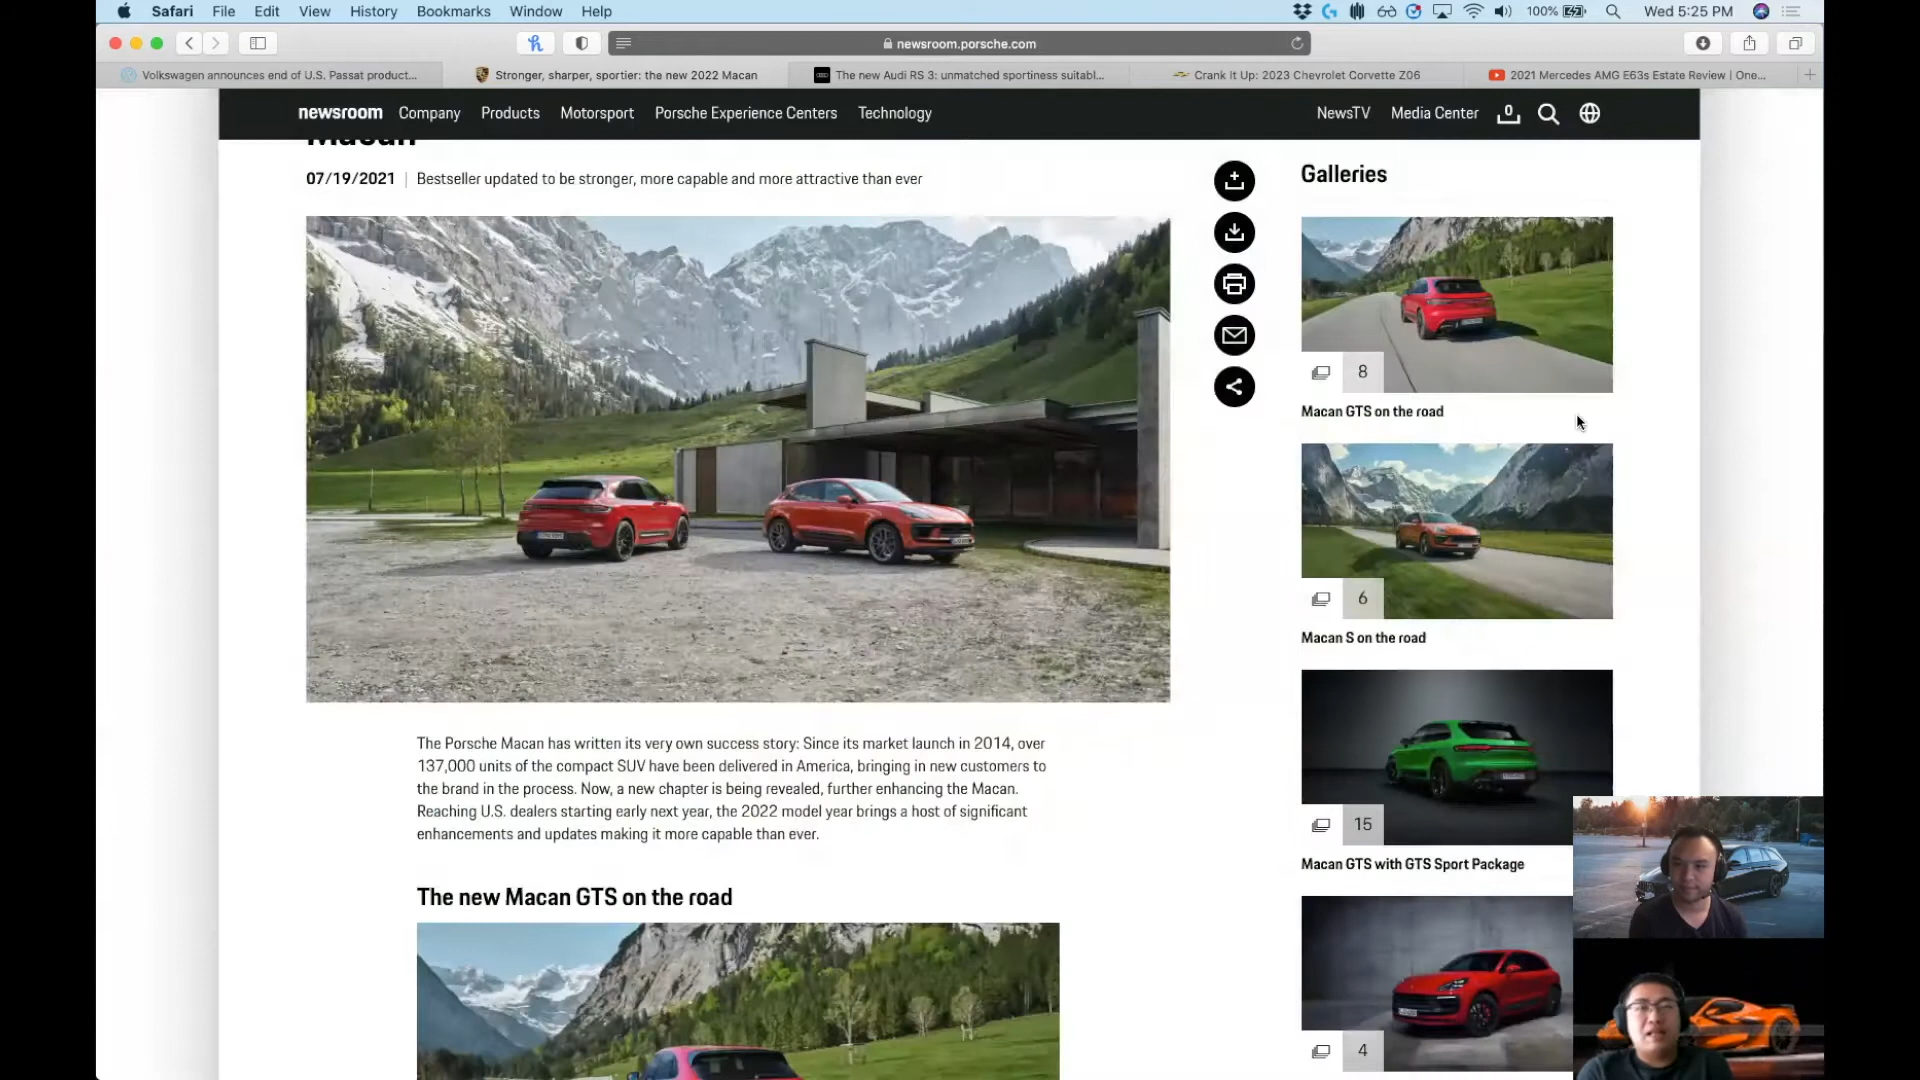 Safari File Edit View History Bookmarks Window Help 100% Wed 5:25 PM
newsroom.porsche.com
Volkswagen announces end of U.S. Passat product... Stronger, sharper, sportier: the new 2022 Macan The new Audi RS 3: unmatched sportiness suitabl... Crank It Up: 2023 Chevrolet Corvette Z06 2021 Mercedes AMG E63s Estate Review | One...
newsroom Company Products Motorsport Porsche Experience Centers Technology NewsTV Media Center 0
Macan
07/19/2021 | Bestseller updated to be stronger, more capable and more attractive than ever
The Porsche Macan has written its very own success story: Since its market launch in 2014, over
137,000 units of the compact SUV have been delivered in America, bringing in new customers to
the brand in the process. Now, a new chapter is being revealed, further enhancing the Macan.
Reaching U.S. dealers starting early next year, the 2022 model year brings a host of significant
enhancements and updates making it more capable than ever.
The new Macan GTS on the road
Galleries
8
Macan GTS on the road
6
Macan S on the road
15
Macan GTS with GTS Sport Package
4